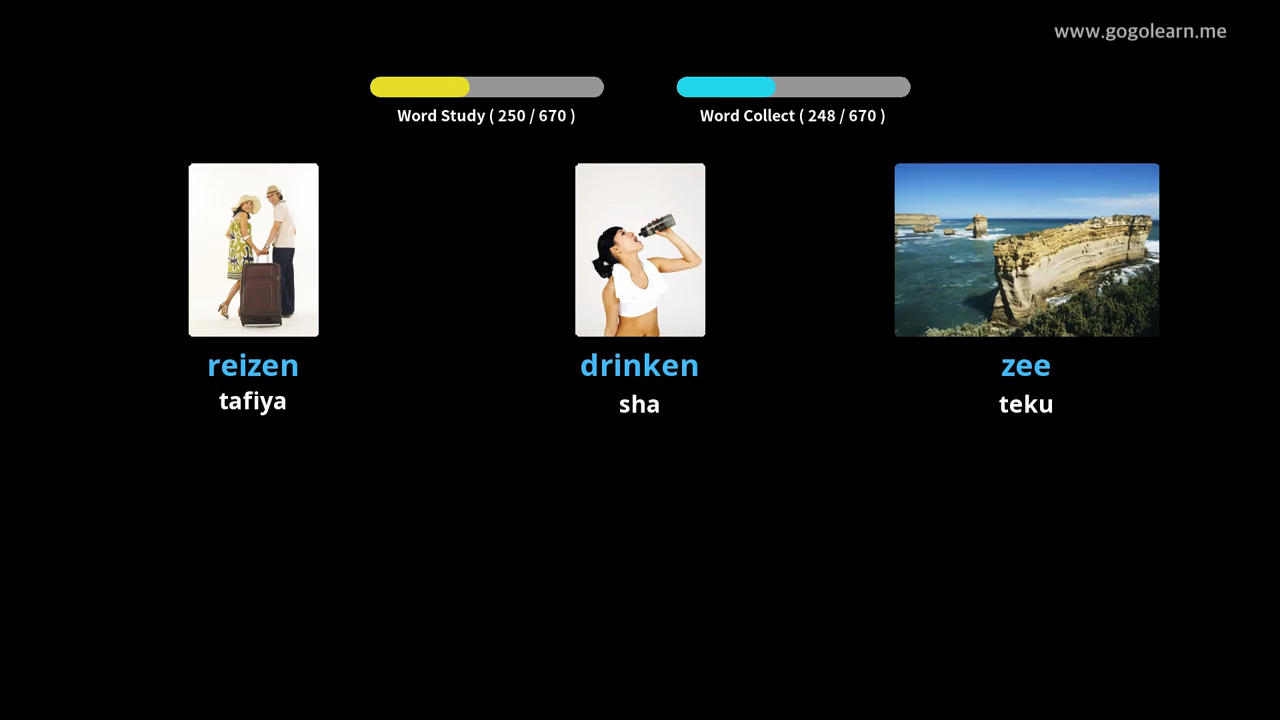 www.gogolearn.me
Word Study ( 250 / 670 )
Word Collect ( 248 / 670 )
reizen
tafiya
drinken
sha
zee
teku